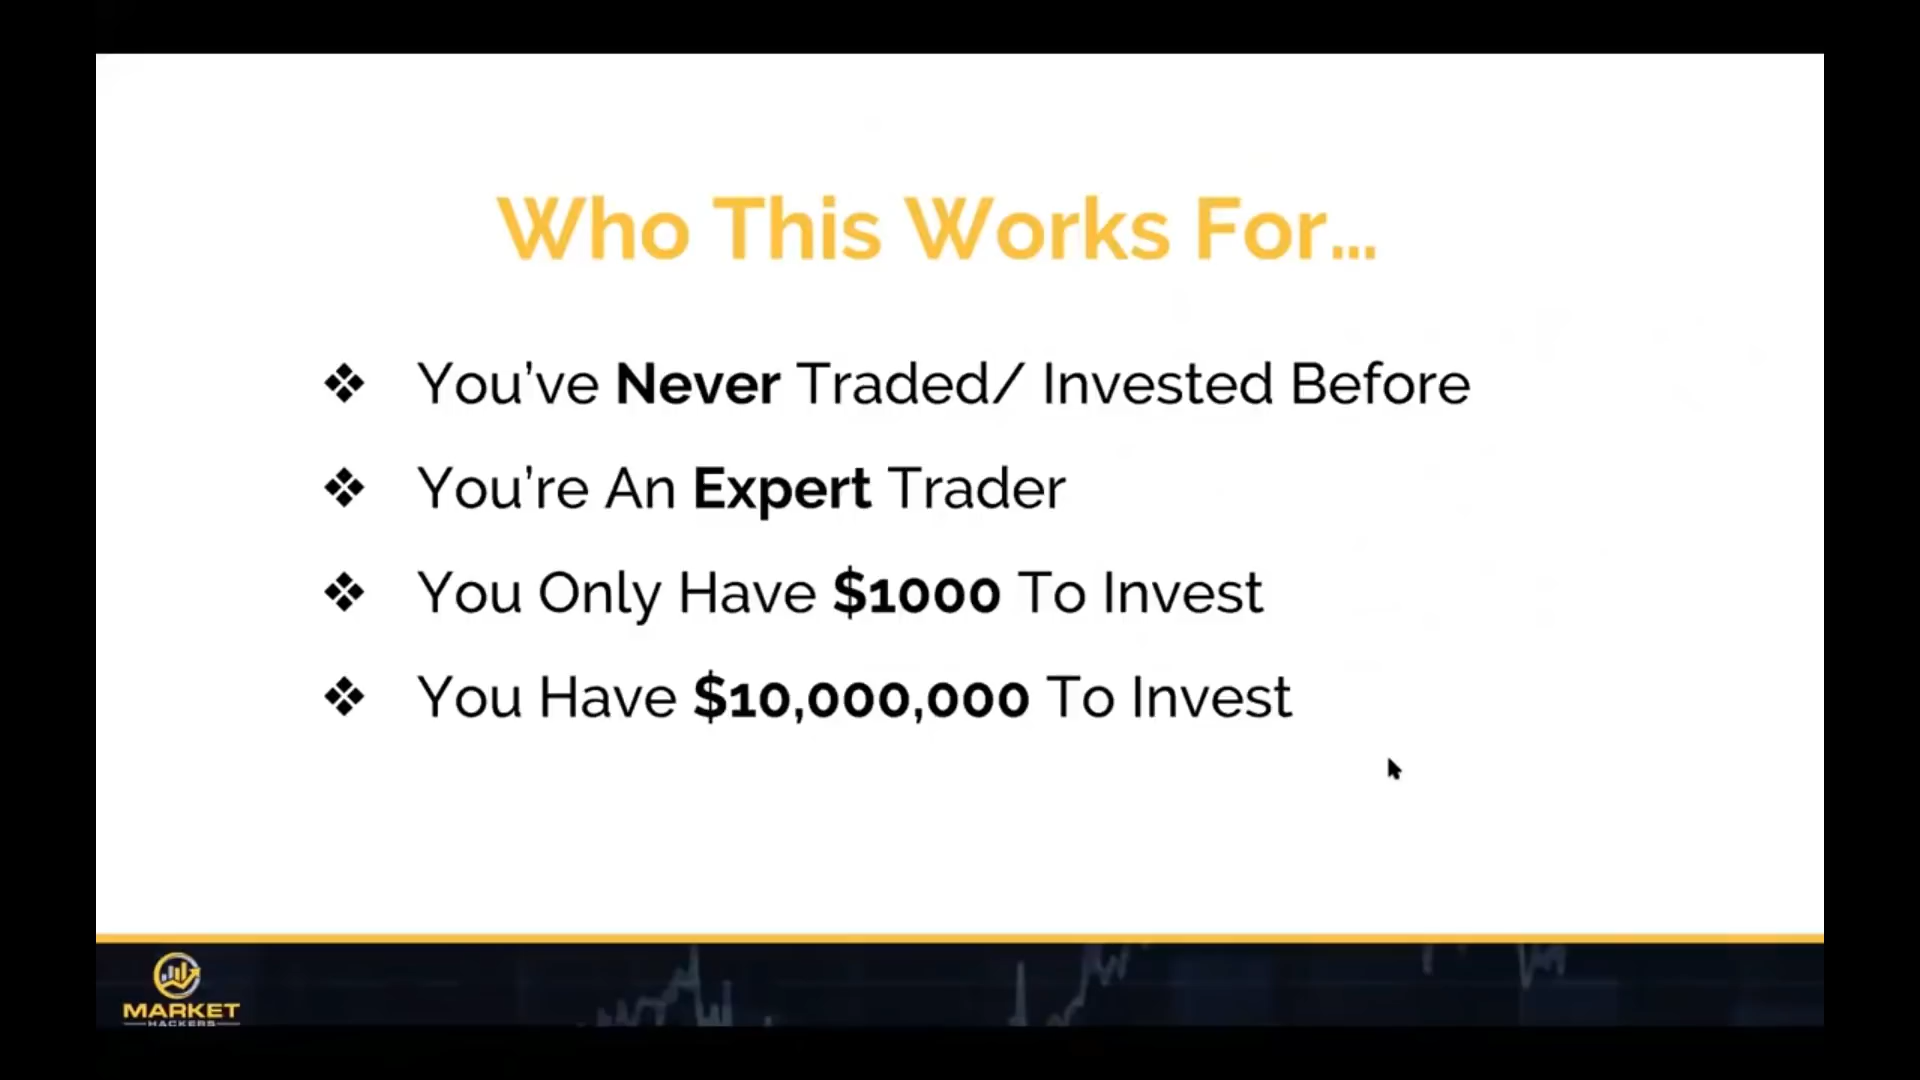 Who This Works For...
You've Never Traded/ Invested Before
You're An Expert Trader
You Only Have $1000 To Invest
You Have $10,000,000 To Invest
MARKET
HACKERS